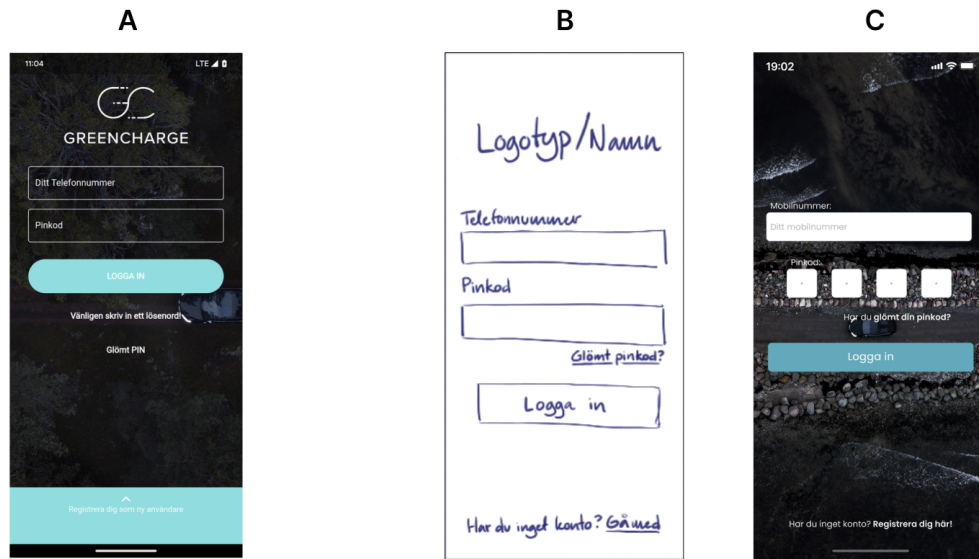 A
11:04
LTE
GREENCHARGE
Ditt Telefonnummer
Pinkod
LOGGA IN
Vänligen skriv in ett lösenord!
Glömt PIN
Registrera dig som ny användare
B
Logotyp/Namn
Telefonnummer
Pinkod
Glömt pinkod?
Logga in
Har du inget konto? Gå med
C
19:02
Mobilnummer:
Ditt mobilnummer
Pinkod:
Har du glömt din pinkod?
Logga in
Har du inget konto? Registrera dig här!